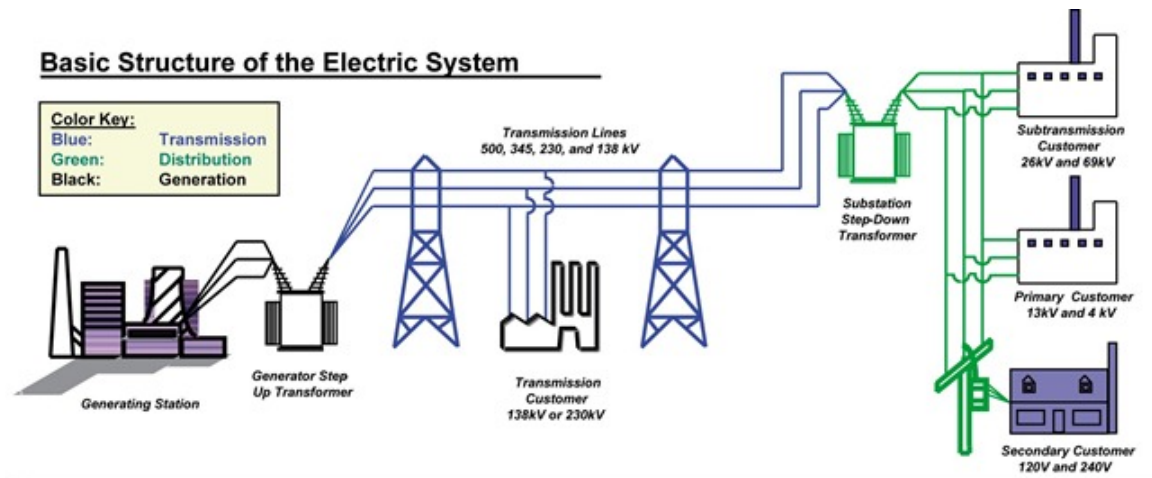 Basic Structure of the Electric System
Color Key:
Blue: Transmission
Green: Distribution
Black: Generation
Transmission Lines
500, 345, 230, and 138 kV
Subtransmission
Customer
26kV and 69kV
Substation
Step-Down
Transformer
Primary Customer
13kV and 4 kV
Generating Station
Generator Step
Up Transformer
Transmission
Customer
138kV or 230kV
Secondary Customer
120V and 240V